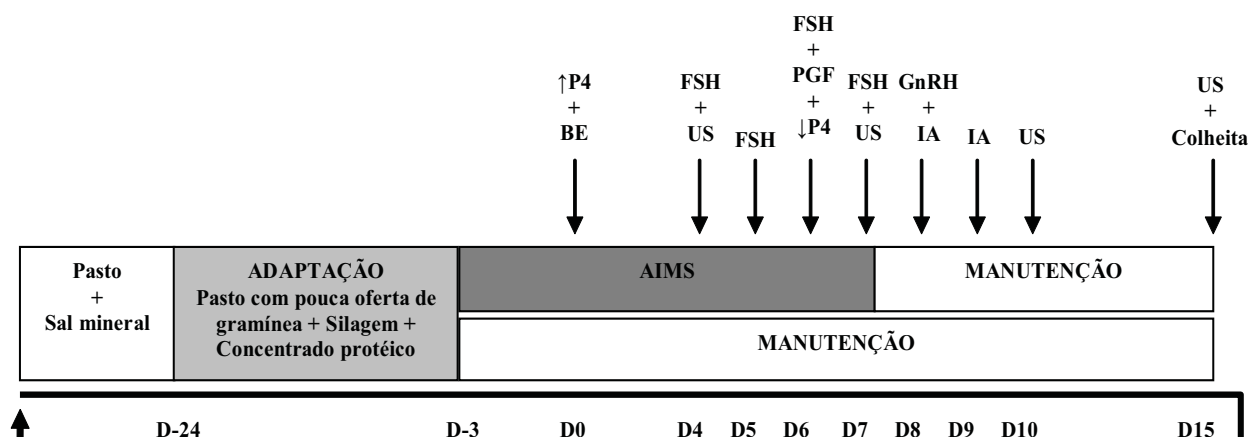 ↑P4
+
BE
FSH
+
US
FSH
FSH
+
PGF
+
↓P4
FSH
+
US
GnRH
+
IA
IA
US
US
+
Colheita
Pasto
+
Sal mineral
ADAPTAÇÃO
Pasto com pouca oferta de
gramínea + Silagem +
Concentrado protéico
AIMS
MANUTENÇÃO
MANUTENÇÃO
D-24 D-3 D0 D4 D5 D6 D7 D8 D9 D10 D15